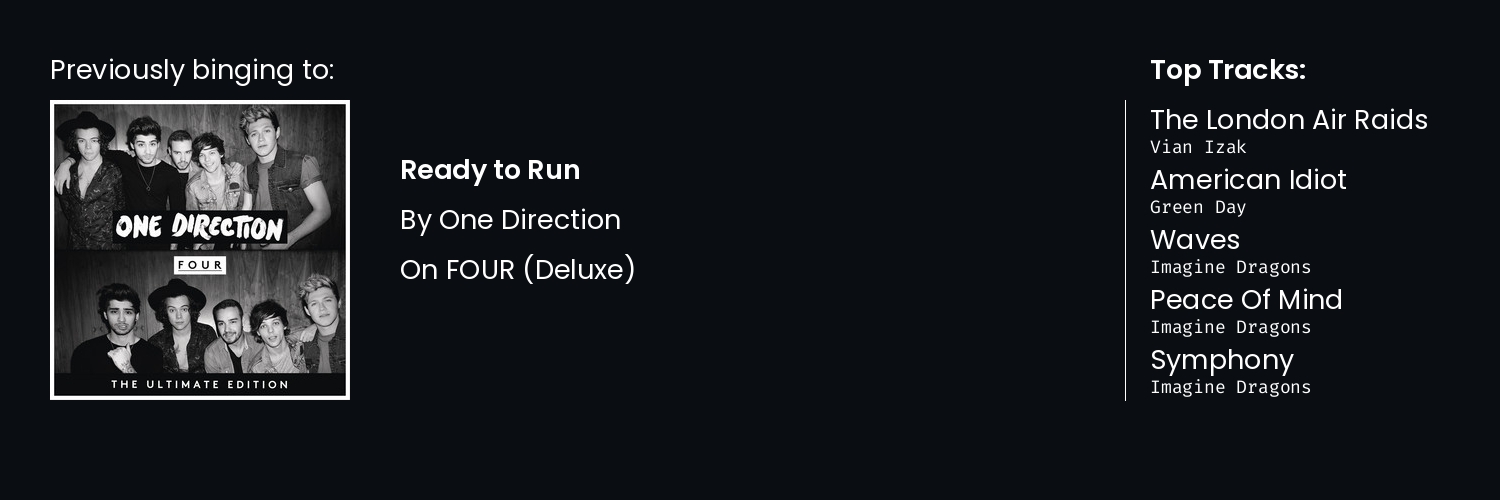 Previously binging to:
ONE DIRECTION
FOUR
THE ULTIMATE EDITION
Ready to Run
By One Direction
On FOUR (Deluxe)
Top Tracks:
The London Air Raids
Vian Izak
American Idiot
Green Day
Waves
Imagine Dragons
Peace Of Mind
Imagine Dragons
Symphony
Imagine Dragons